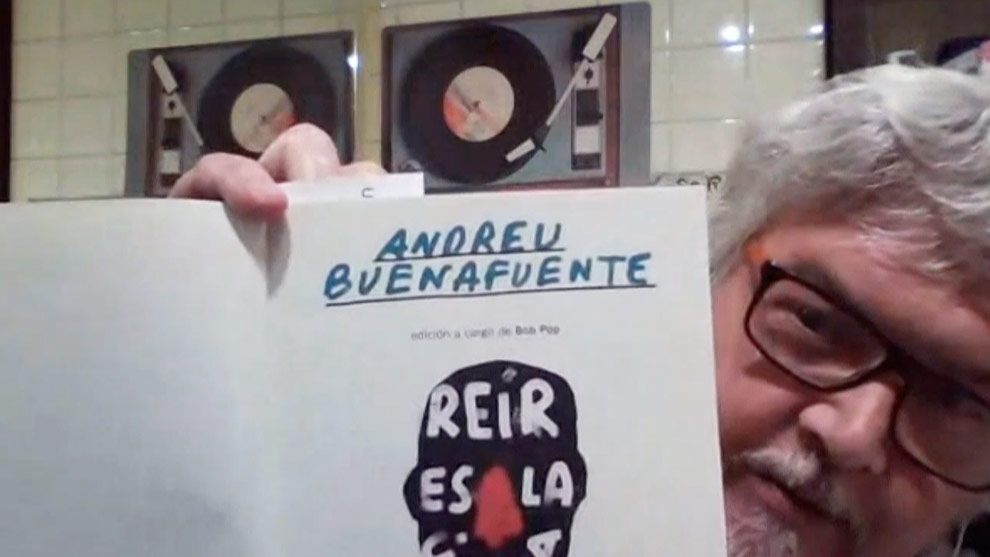 ANDREU
BUENAFUENTE
edición a cargo de Bob Pop
REIR
ES LA